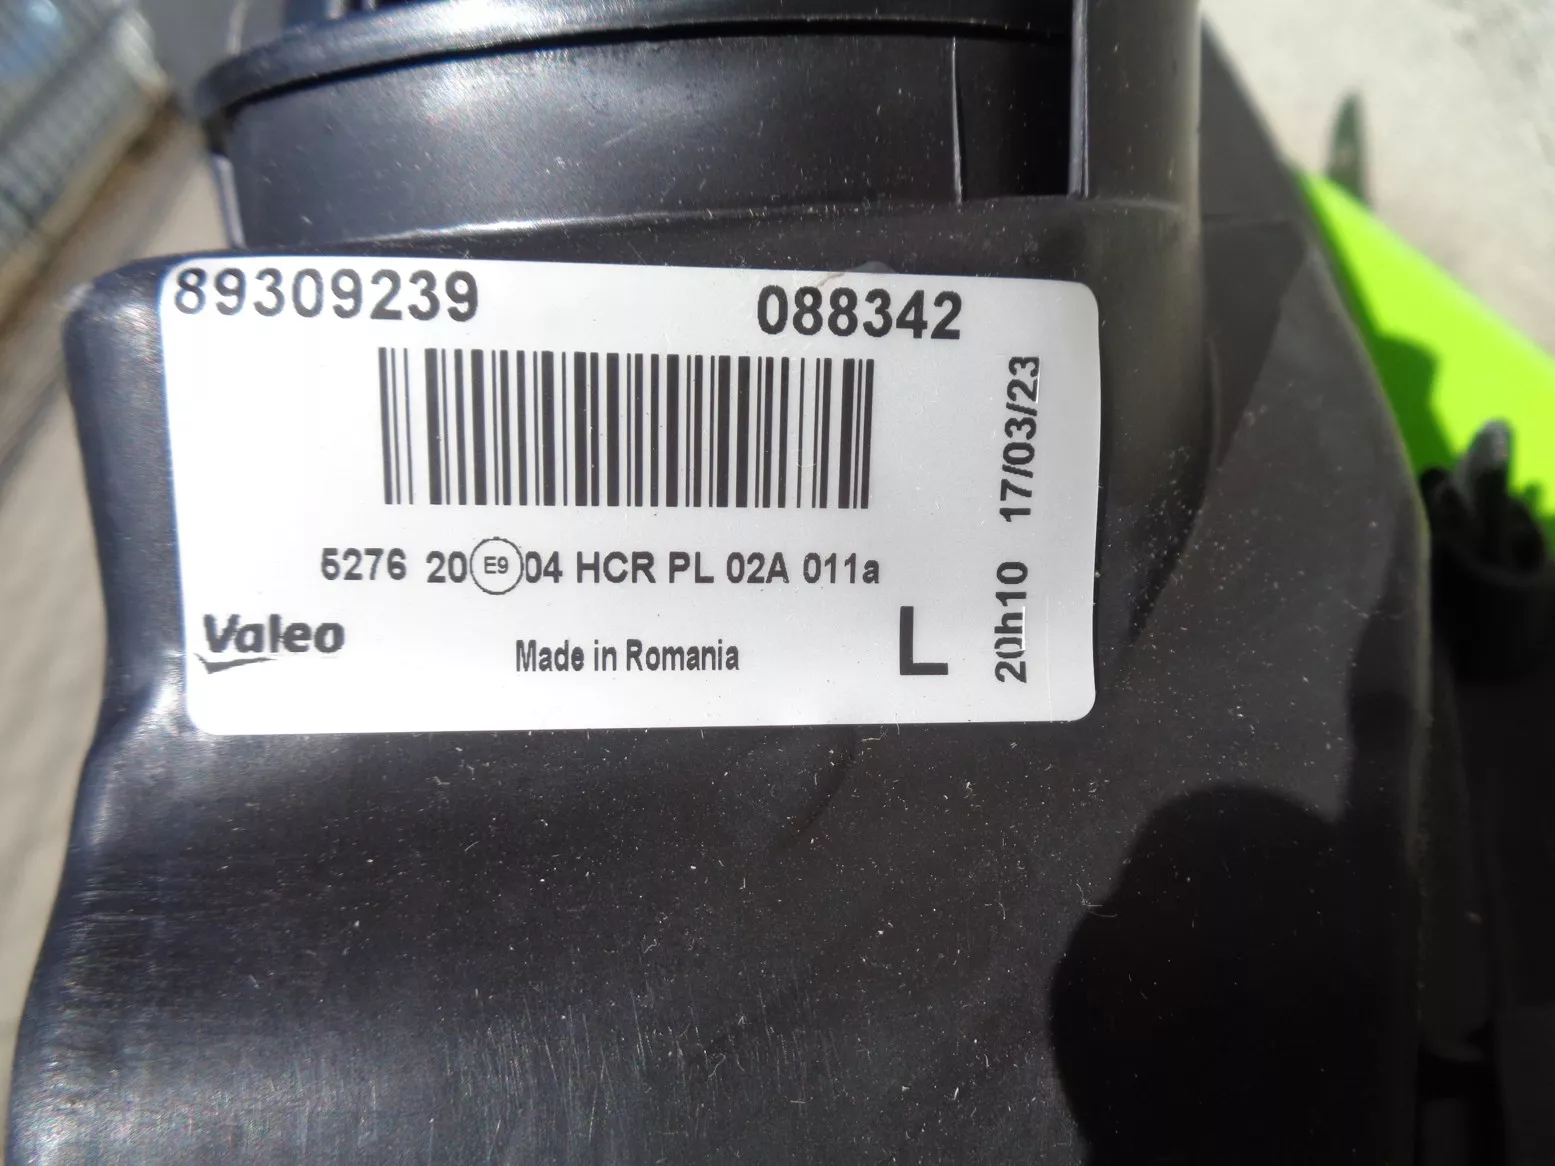 89309239 088342
5276 20 E9 04 HCR PL 02A 011a
Valeo
Made in Romania
L
20h10 17/03/23